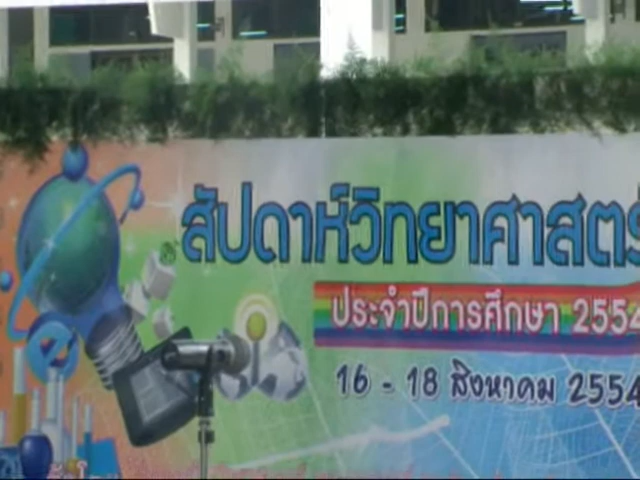 สัปดาห์วิทยาศาสตร์
ประจำปีการศึกษา 2554
16 - 18 สิงหาคม 2554